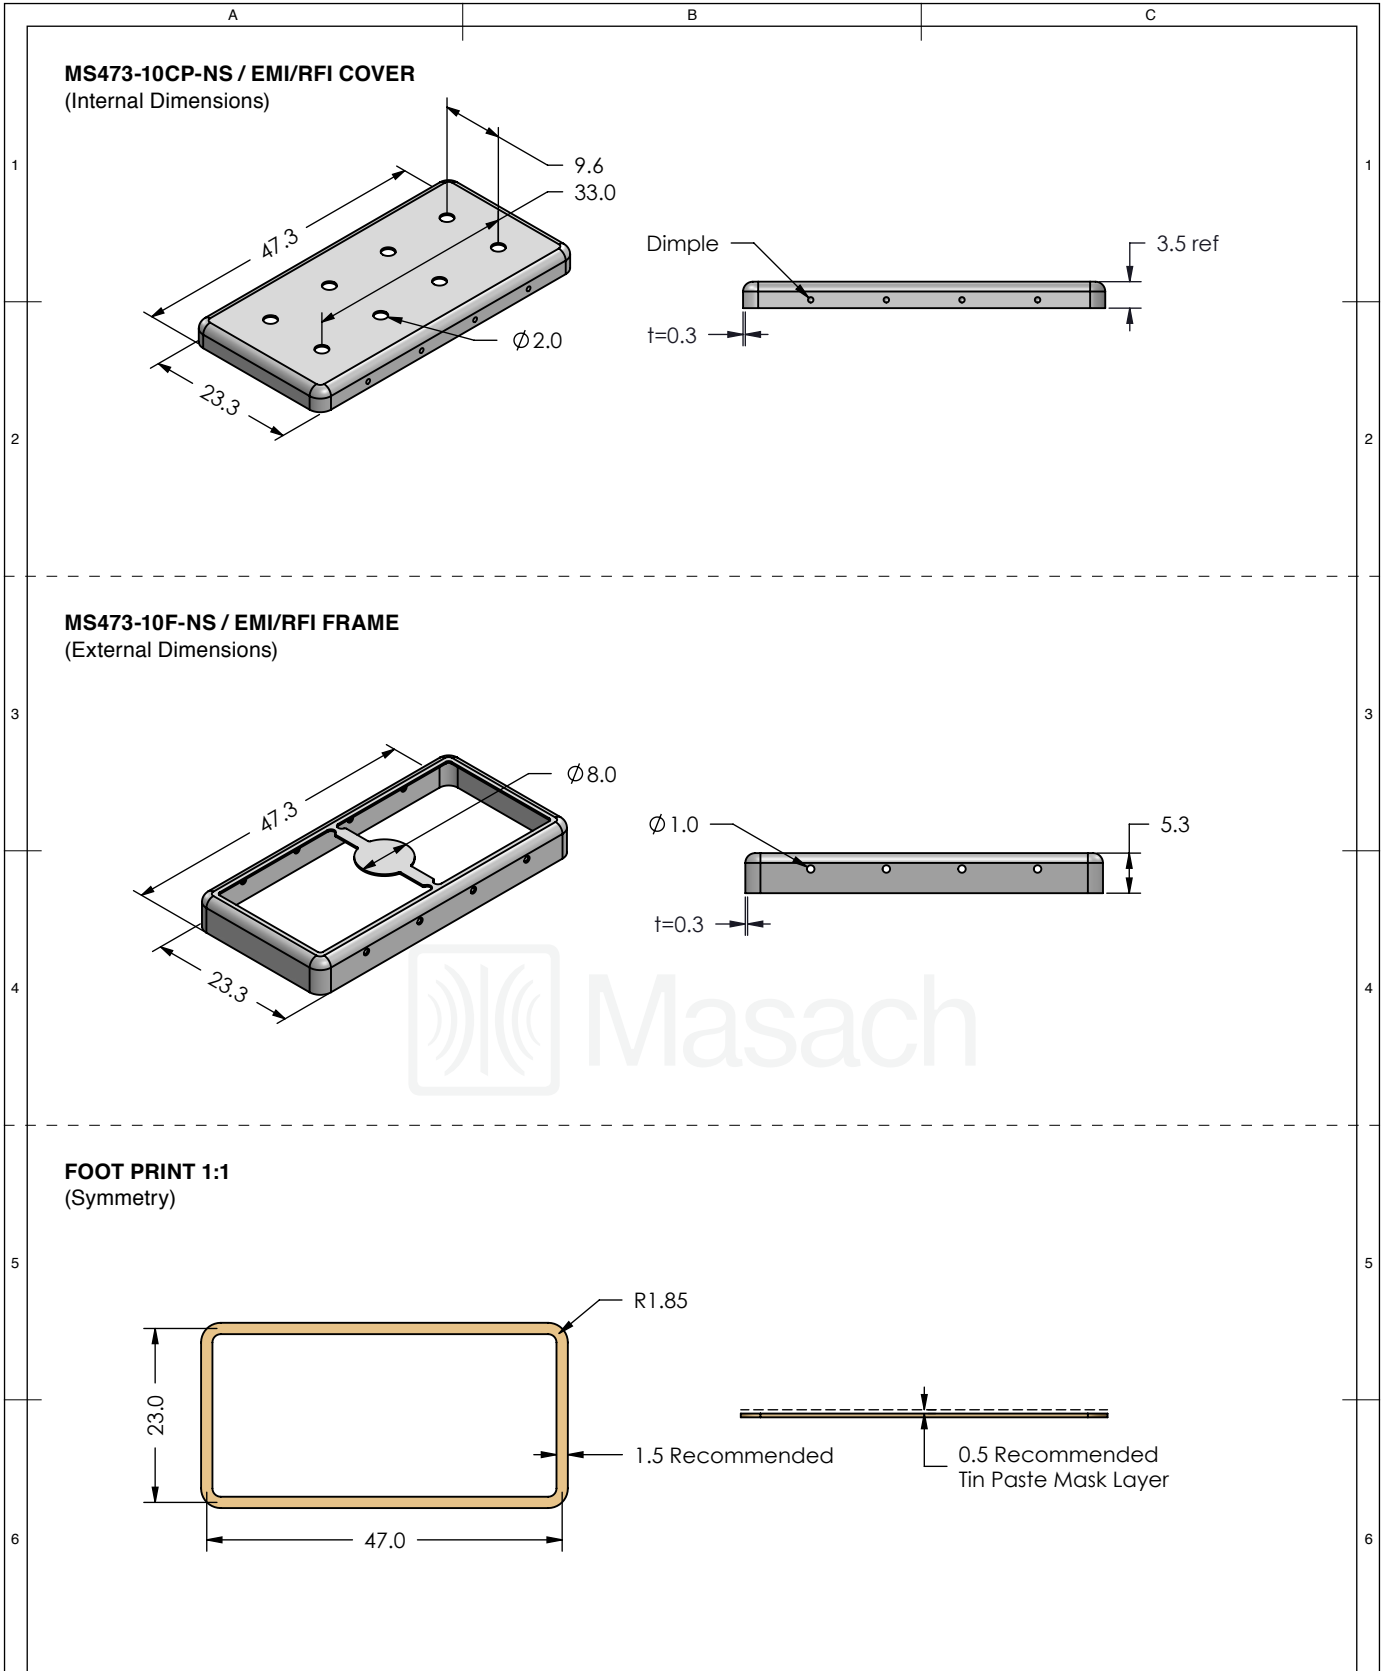 A B C
MS473-10CP-NS / EMI/RFI COVER
(Internal Dimensions)
1
1
9.6
33.0
47.3
Dimple
3.5 ref
t=0.3
Ø2.0
23.3
2
2
MS473-10F-NS / EMI/RFI FRAME
(External Dimensions)
3
3
Ø8.0
47.3
Ø1.0
5.3
t=0.3
23.3
4
4
Masach
FOOT PRINT 1:1
(Symmetry)
5
5
R1.85
23.0
1.5 Recommended
0.5 Recommended
Tin Paste Mask Layer
47.0
6
6